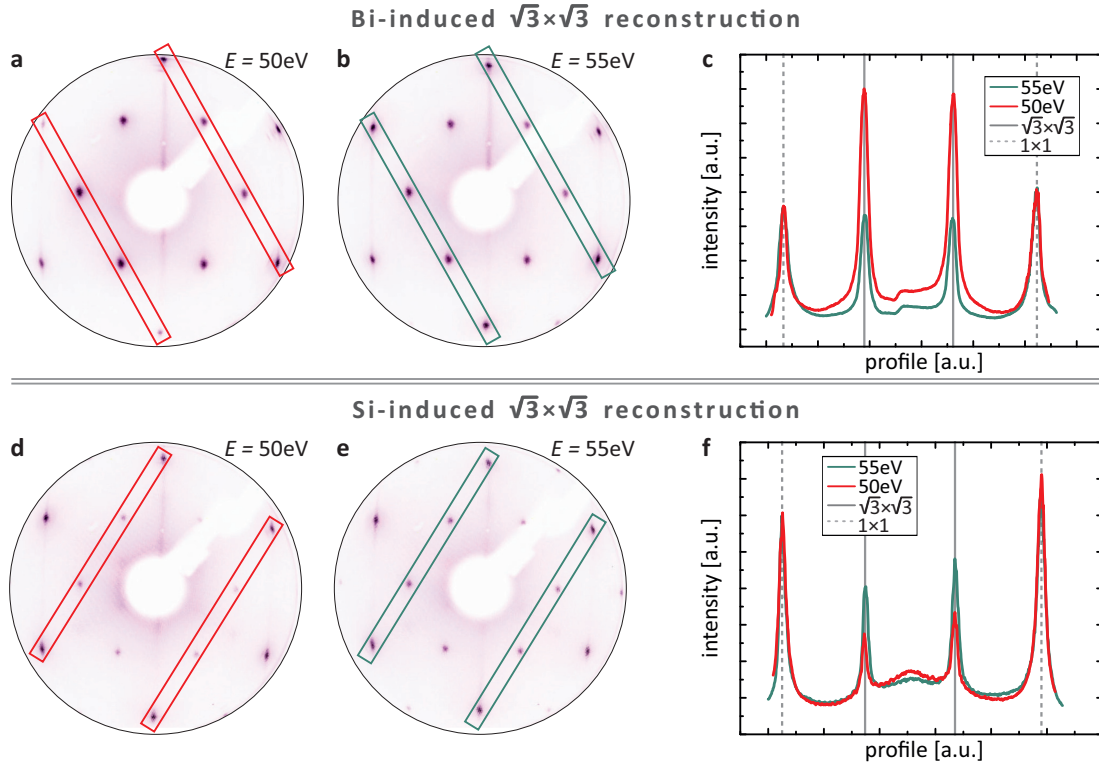 Bi-induced √3×√3 reconstruction
a
E = 50eV
b
E = 55eV
c
55eV
50eV
√3×√3
1×1
intensity [a.u.]
profile [a.u.]
Si-induced √3×√3 reconstruction
d
E = 50eV
e
E = 55eV
f
55eV
50eV
√3×√3
1×1
intensity [a.u.]
profile [a.u.]